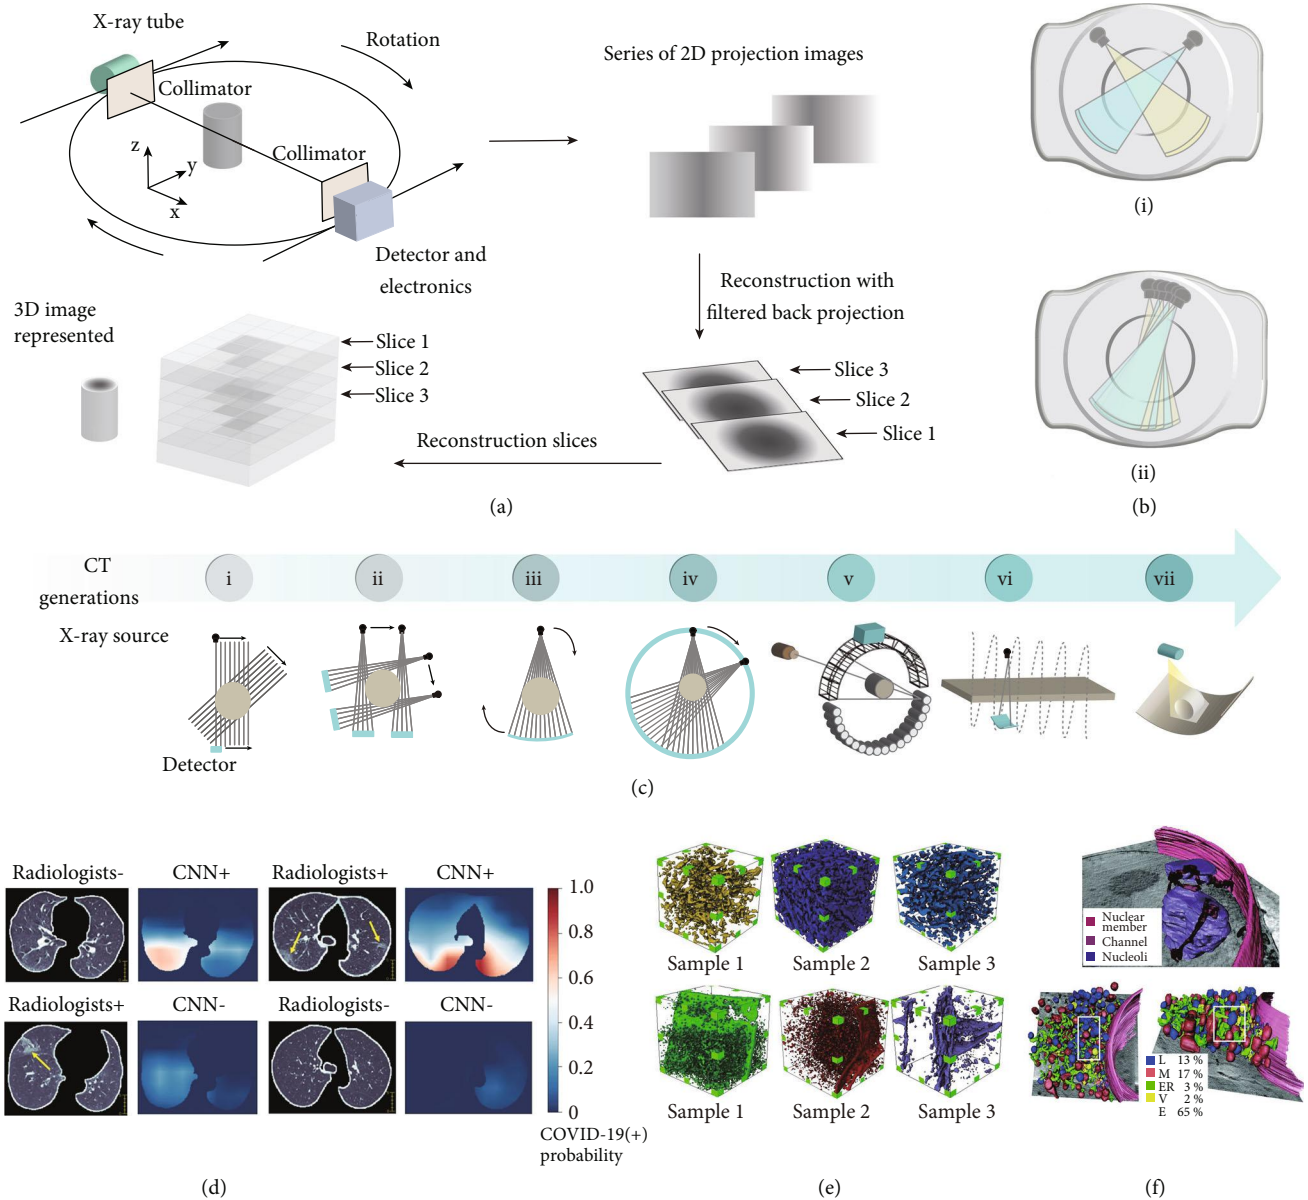 X-ray tube
Rotation
Collimator
Collimator
z
y
x
Detector and
electronics
Series of 2D projection images
Reconstruction with
filtered back projection
Slice 3
Slice 2
Slice 1
Reconstruction slices
3D image
represented
Slice 1
Slice 2
Slice 3
(a)
(i)
(ii)
(b)
CT
generations
i
ii
iii
iv
v
vi
vii
X-ray source
Detector
(c)
Radiologists-
CNN+
Radiologists+
CNN+
Radiologists+
CNN-
Radiologists-
CNN-
1.0
0.8
0.6
0.4
0.2
0
COVID-19(+)
probability
(d)
Sample 1
Sample 2
Sample 3
Sample 1
Sample 2
Sample 3
(e)
Nuclear
member
Channel
Nucleoli
L 13 %
M 17 %
ER 3 %
V 2 %
E 65 %
(f)